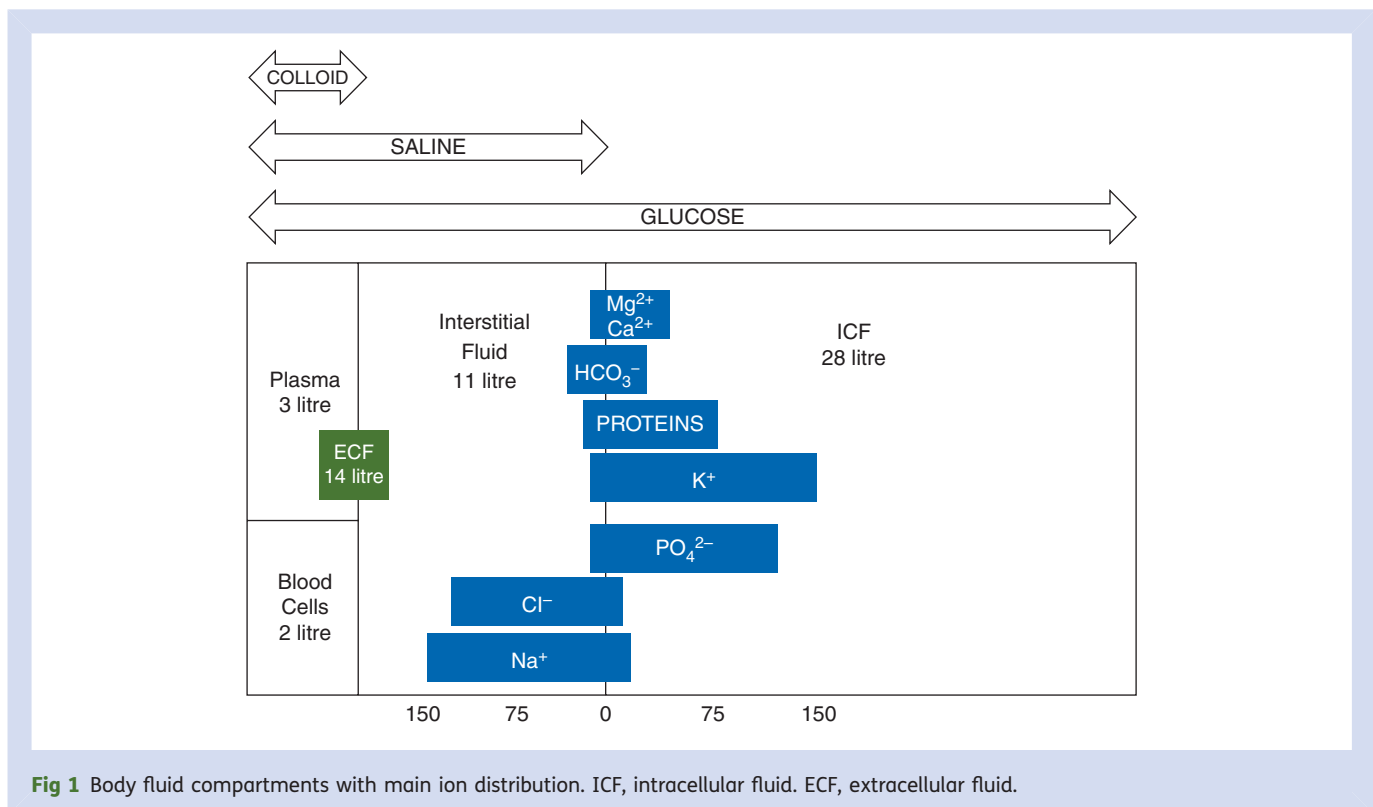 COLLOID
SALINE
GLUCOSE
Mg²⁺
Ca²⁺
Interstitial
Fluid
11 litre
ICF
28 litre
HCO₃⁻
Plasma
3 litre
PROTEINS
ECF
14 litre
K⁺
PO₄²⁻
Blood
Cells
2 litre
Cl⁻
Na⁺
150 75 0 75 150
Fig 1 Body fluid compartments with main ion distribution. ICF, intracellular fluid. ECF, extracellular fluid.